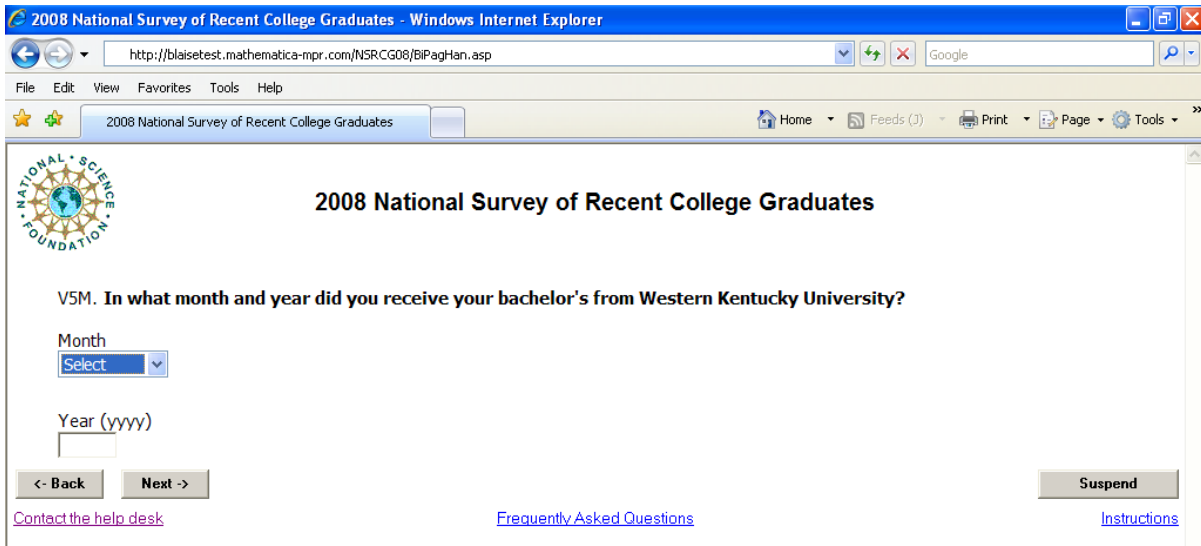 2008 National Survey of Recent College Graduates - Windows Internet Explorer
http://blaisetest.mathematica-mpr.com/NSRCG08/BiPagHan.asp Google
File Edit View Favorites Tools Help
2008 National Survey of Recent College Graduates Home Feeds (J) Print Page Tools »
NATIONAL · SCIENCE · FOUNDATION ·
2008 National Survey of Recent College Graduates
V5M. In what month and year did you receive your bachelor's from Western Kentucky University?
Month
Select
Year (yyyy)
<- Back Next -> Suspend
Contact the help desk Frequently Asked Questions Instructions